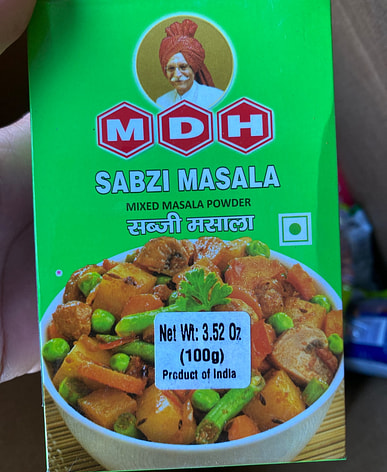 MDH
SABZI MASALA
MIXED MASALA POWDER
सब्जी मसाला
Net Wt: 3.52 Oz
(100g)
Product of India